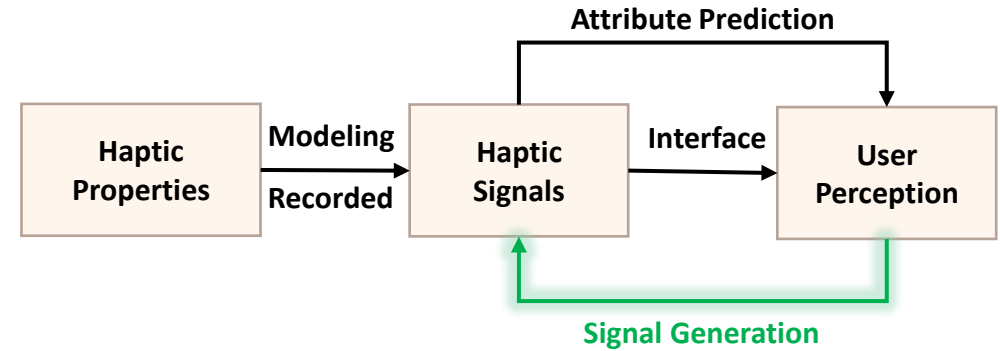 Attribute Prediction
Haptic
Properties
Modeling
Recorded
Haptic
Signals
Interface
User
Perception
Signal Generation